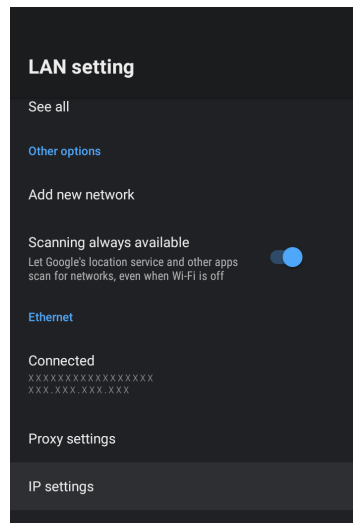 LAN setting
See all
Other options
Add new network
Scanning always available
Let Google's location service and other apps
scan for networks, even when Wi-Fi is off
Ethernet
Connected
XXXXXXXXXXXXXXXXX
XXX.XXX.XXX.XXX
Proxy settings
IP settings